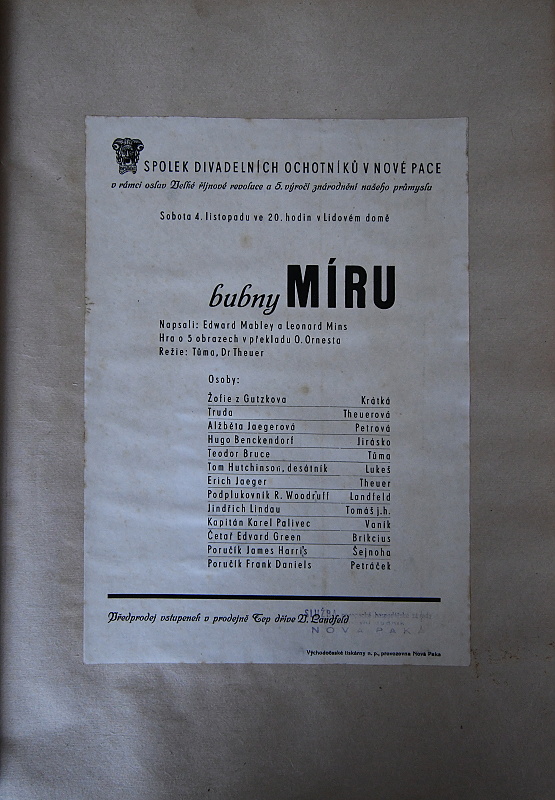 SPOLEK DIVADELNÍCH OCHOTNÍKŮ V NOVÉ PACE
v rámci oslav Velké říjnové revoluce a 5. výročí znárodnění našeho průmyslu
Sobota 4. listopadu ve 20. hodin v Lidovém domě
bubny MÍRU
Napsali: Edward Mabley a Leonard Mins
Hra o 5 obrazech v překladu O. Ornesta
Režie: Tůma, Dr Theuer
Osoby:
Žofie z Gutzkova Krátká
Truda Theuerová
Alžběta Jaegerová Petrová
Hugo Benckendorf Jirásko
Teodor Bruce Tůma
Tom Hutchinson, desátník Lukeš
Erich Jaeger Theuer
Podplukovník R. Woodruff Landfeld
Jindřich Lindau Tomáš j.h.
Kapitán Karel Palivec Vaník
Četař Edvard Green Brikcius
Poručík James Harris Šejnoha
Poručík Frank Daniels Petráček
Předprodej vstupenek v prodejně Tep dříve V. Landfeld
SLUŽBA
NOVÁ PAKA
Východočeské tiskárny n. p., provozovna Nová Paka